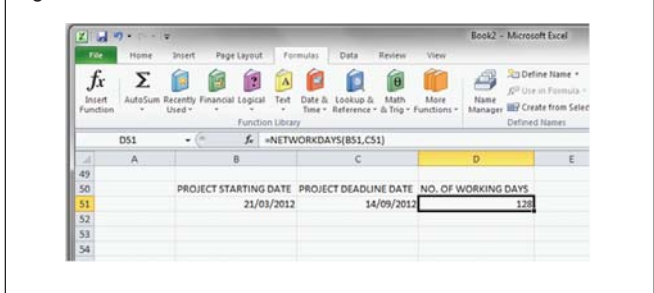 Book2 - Microsoft Excel
File Home Insert Page Layout Formulas Data Review View
fx Insert Function
Σ AutoSum
Recently Used
Financial
Logical
Text
Date & Time
Lookup & Reference
Math & Trig
More Functions
Function Library
Name Manager
Define Name
Use in Formula
Create from Selec
Defined Names
D51 fx =NETWORKDAYS(B51,C51)
A B C D E
49
50 PROJECT STARTING DATE PROJECT DEADLINE DATE NO. OF WORKING DAYS
51 21/03/2012 14/09/2012 128
52
53
54